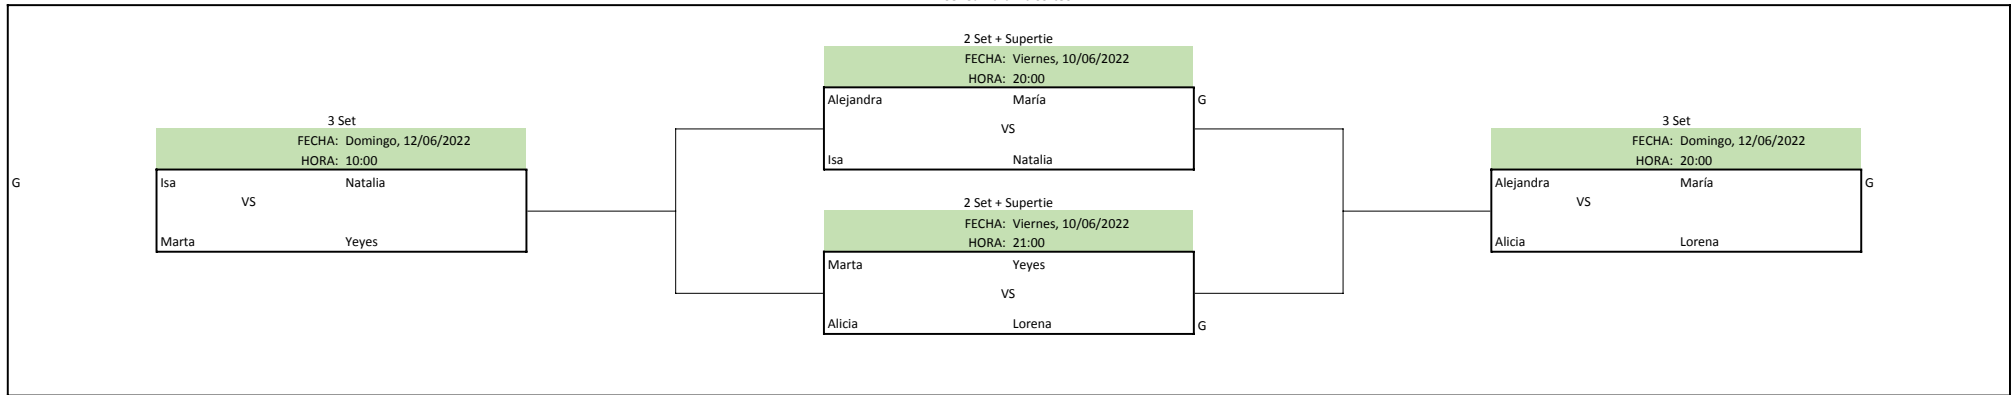 2 Set + Supertie
FECHA: Viernes, 10/06/2022
HORA: 20:00
Alejandra María G
VS
Isa Natalia
3 Set
FECHA: Domingo, 12/06/2022
HORA: 10:00
G Isa Natalia
VS
Marta Yeyes
2 Set + Supertie
FECHA: Viernes, 10/06/2022
HORA: 21:00
Marta Yeyes
VS
Alicia Lorena G
3 Set
FECHA: Domingo, 12/06/2022
HORA: 20:00
Alejandra María G
VS
Alicia Lorena